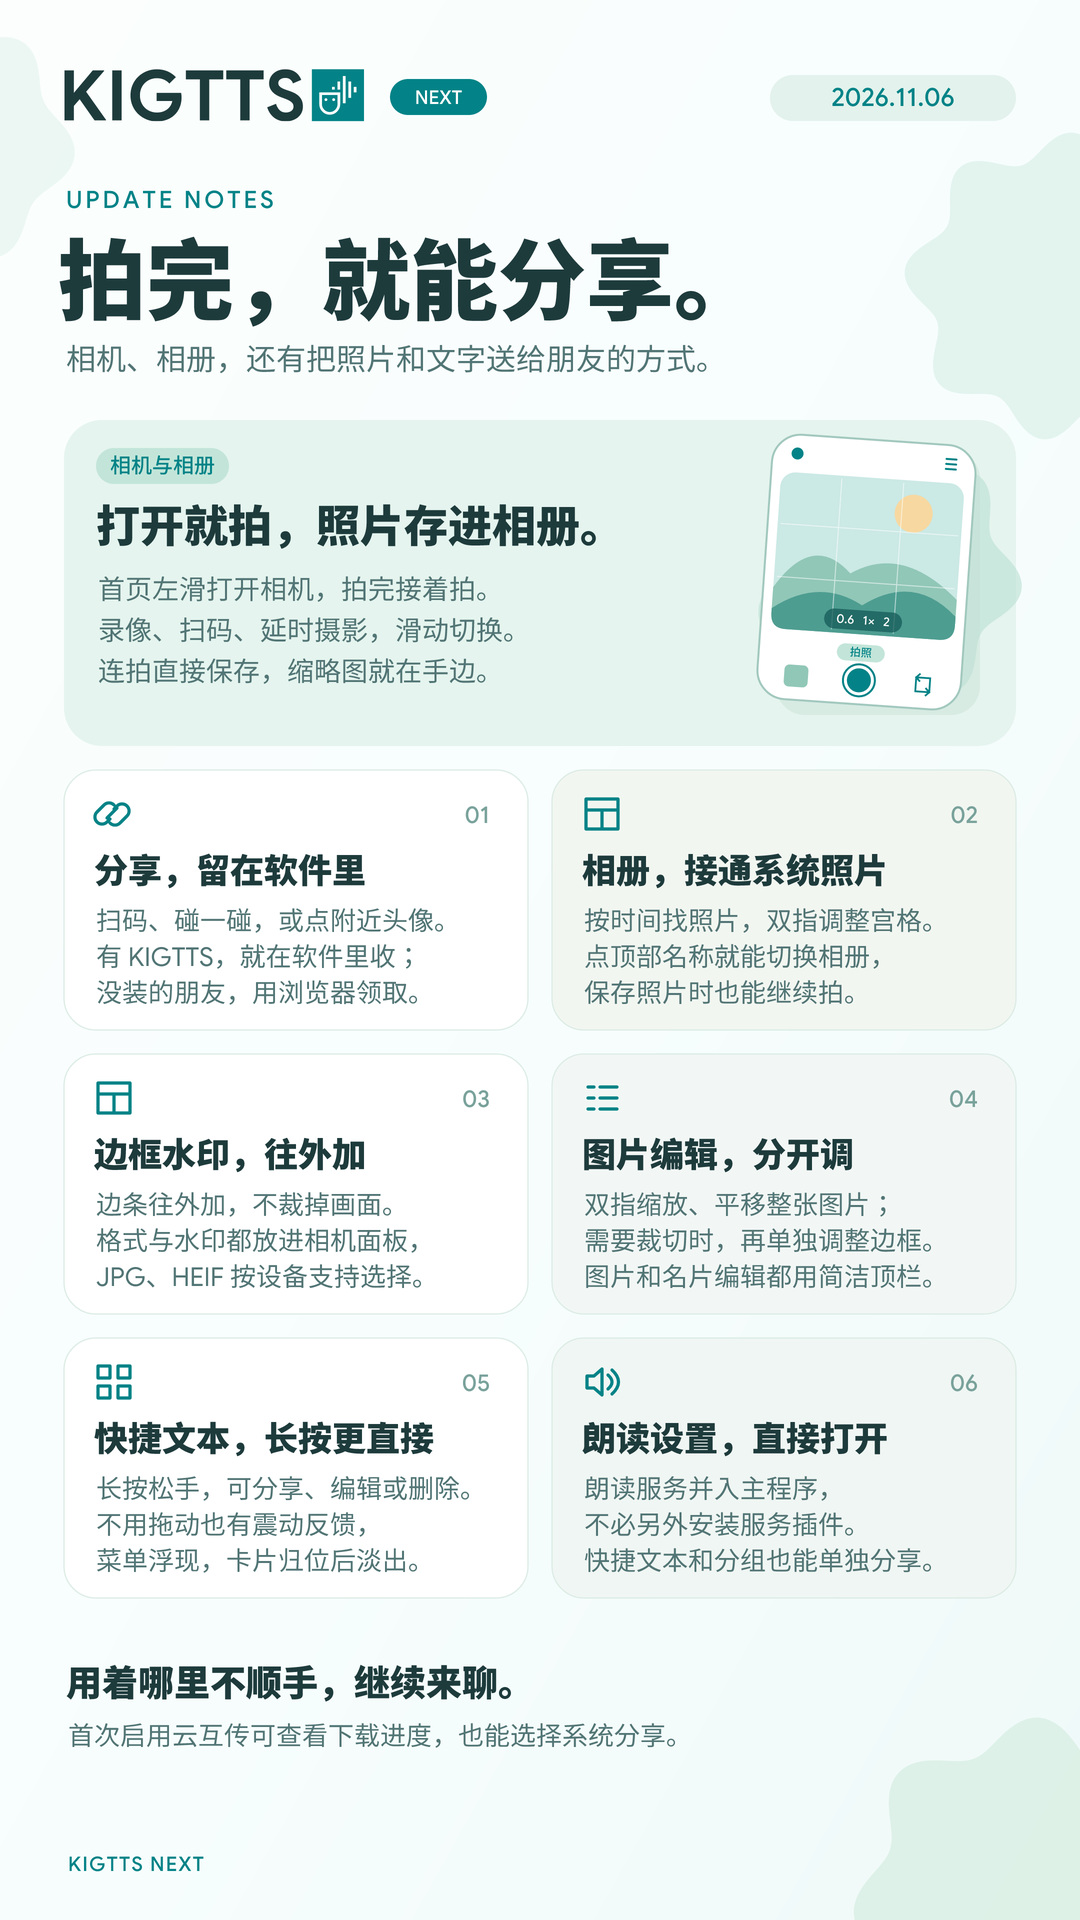 KIGTTS
NEXT
2026.11.06
UPDATE NOTES
拍完，就能分享。
相机、相册，还有把照片和文字送给朋友的方式。
相机与相册
打开就拍，照片存进相册。
首页左滑打开相机，拍完接着拍。
录像、扫码、延时摄影，滑动切换。
连拍直接保存，缩略图就在手边。
0.6 1× 2
拍照
01
分享，留在软件里
扫码、碰一碰，或点附近头像。
有 KIGTTS，就在软件里收；
没装的朋友，用浏览器领取。
02
相册，接通系统照片
按时间找照片，双指调整宫格。
点顶部名称就能切换相册，
保存照片时也能继续拍。
03
边框水印，往外加
边条往外加，不裁掉画面。
格式与水印都放进相机面板，
JPG、HEIF 按设备支持选择。
04
图片编辑，分开调
双指缩放、平移整张图片；
需要裁切时，再单独调整边框。
图片和名片编辑都用简洁顶栏。
05
快捷文本，长按更直接
长按松手，可分享、编辑或删除。
不用拖动也有震动反馈，
菜单浮现，卡片归位后淡出。
06
朗读设置，直接打开
朗读服务并入主程序，
不必另外安装服务插件。
快捷文本和分组也能单独分享。
用着哪里不顺手，继续来聊。
首次启用云互传可查看下载进度，也能选择系统分享。
KIGTTS NEXT